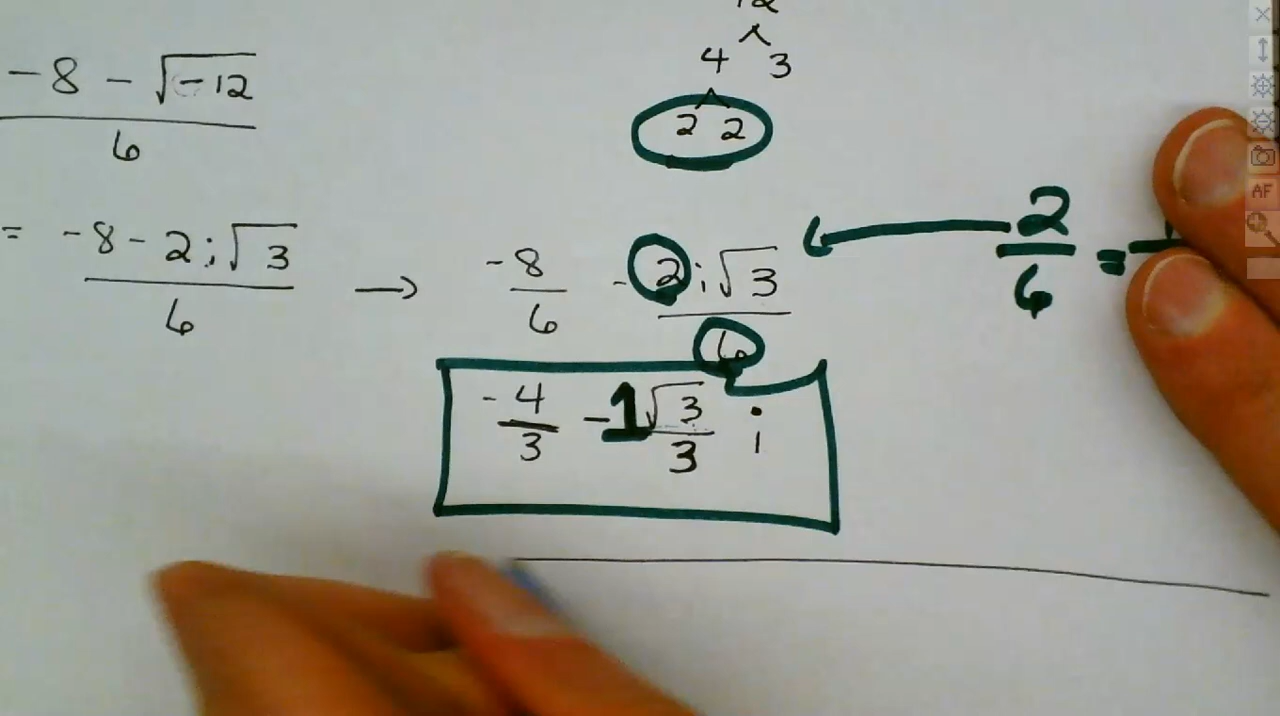 12
4 3
-8 - √-12
6
2 2
2
6
=
= -8 - 2i√3
6
→ -8/6 - 2i√3/6
-4/3 - 1√3/3 i
AF